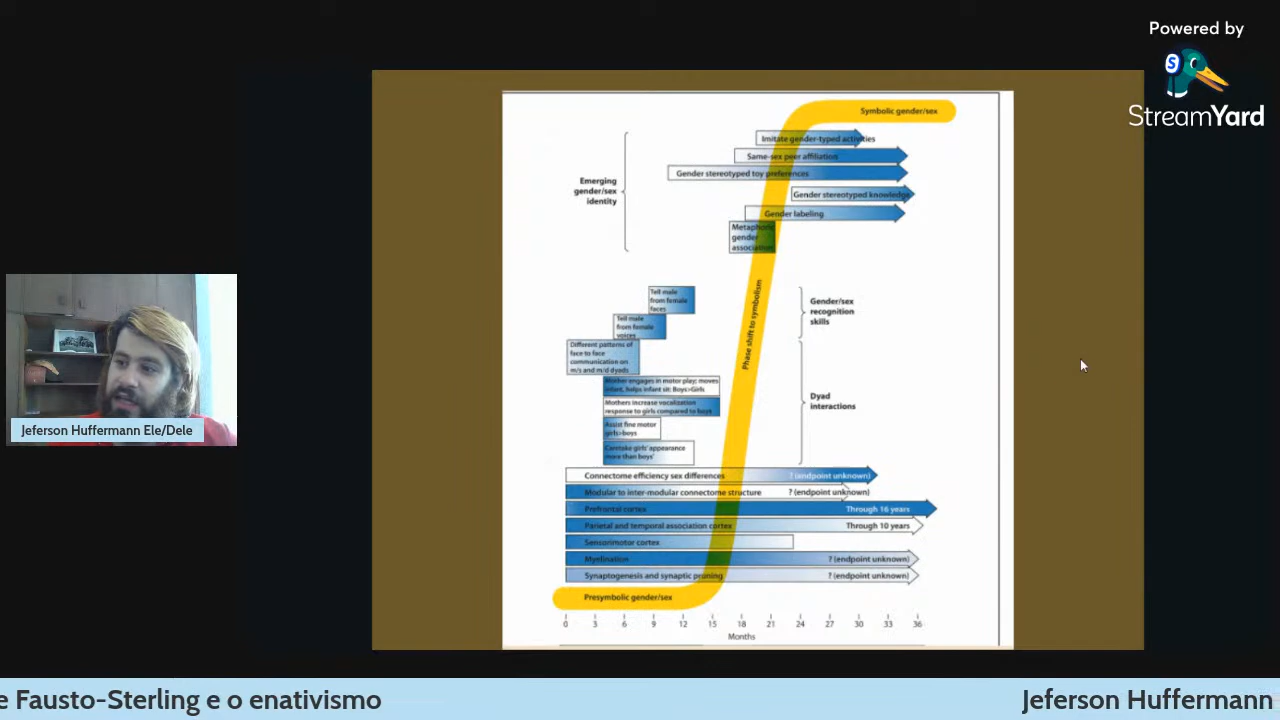 Powered by
StreamYard
Symbolic gender/sex
Imitate gender-typed activities
Same-sex peer affiliation
Gender stereotyped toy preferences
Emerging
gender/sex
identity
Gender stereotyped knowledge
Gender labeling
Metaphoric
gender
association
Phase shift to symbolism
Tell male
from female
faces
Tell male
from female
voices
Gender/sex
recognition
skills
Different patterns of
face to face
communication on
m/s and m/d dyads
Mother engages in motor play; moves
infant, helps infant sit: Boys>Girls
Mothers increase vocalization
response to girls compared to boys
Assist fine motor
girls>boys
Caretake girls' appearance
more than boys'
Dyad
interactions
Connectome efficiency sex differences ? (endpoint unknown)
Modular to inter-modular connectome structure ? (endpoint unknown)
Prefrontal cortex Through 16 years
Parietal and temporal association cortex Through 10 years
Sensorimotor cortex
Myelination ? (endpoint unknown)
Synaptogenesis and synaptic pruning ? (endpoint unknown)
Presymbolic gender/sex
0 3 6 9 12 15 18 21 24 27 30 33 36
Months
Jeferson Huffermann Ele/Dele
e Fausto-Sterling e o enativismo
Jeferson Huffermann